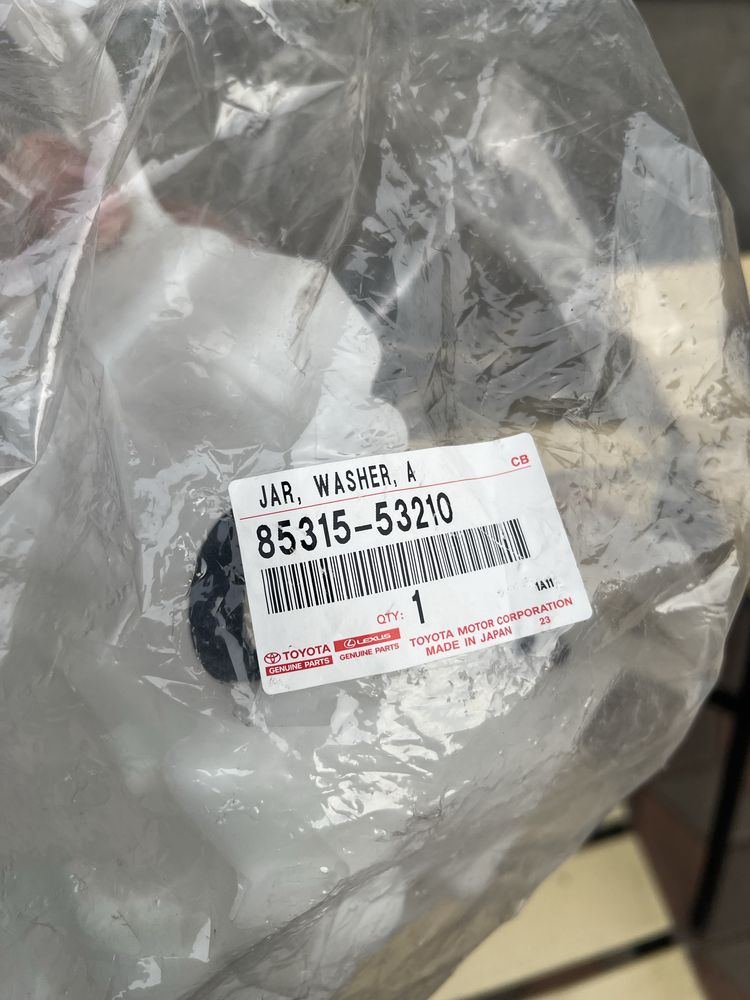 JAR, WASHER, A
CB
85315-53210
1A11
QTY: 1
TOYOTA
GENUINE PARTS
LEXUS
GENUINE PARTS
TOYOTA MOTOR CORPORATION
MADE IN JAPAN 23